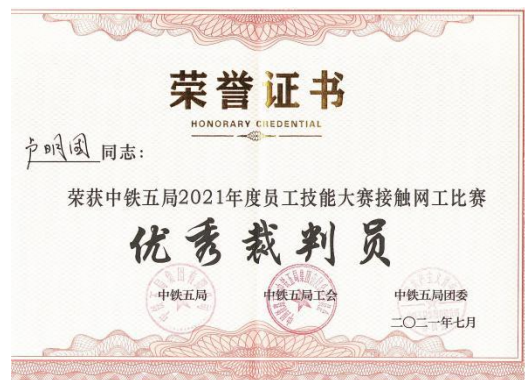 荣誉证书
HONORARY CREDENTIAL
卢明国 同志：
荣获中铁五局2021年度员工技能大赛接触网工比赛
优秀裁判员
中铁五局 中铁五局工会 中铁五局团委
二〇二一年七月